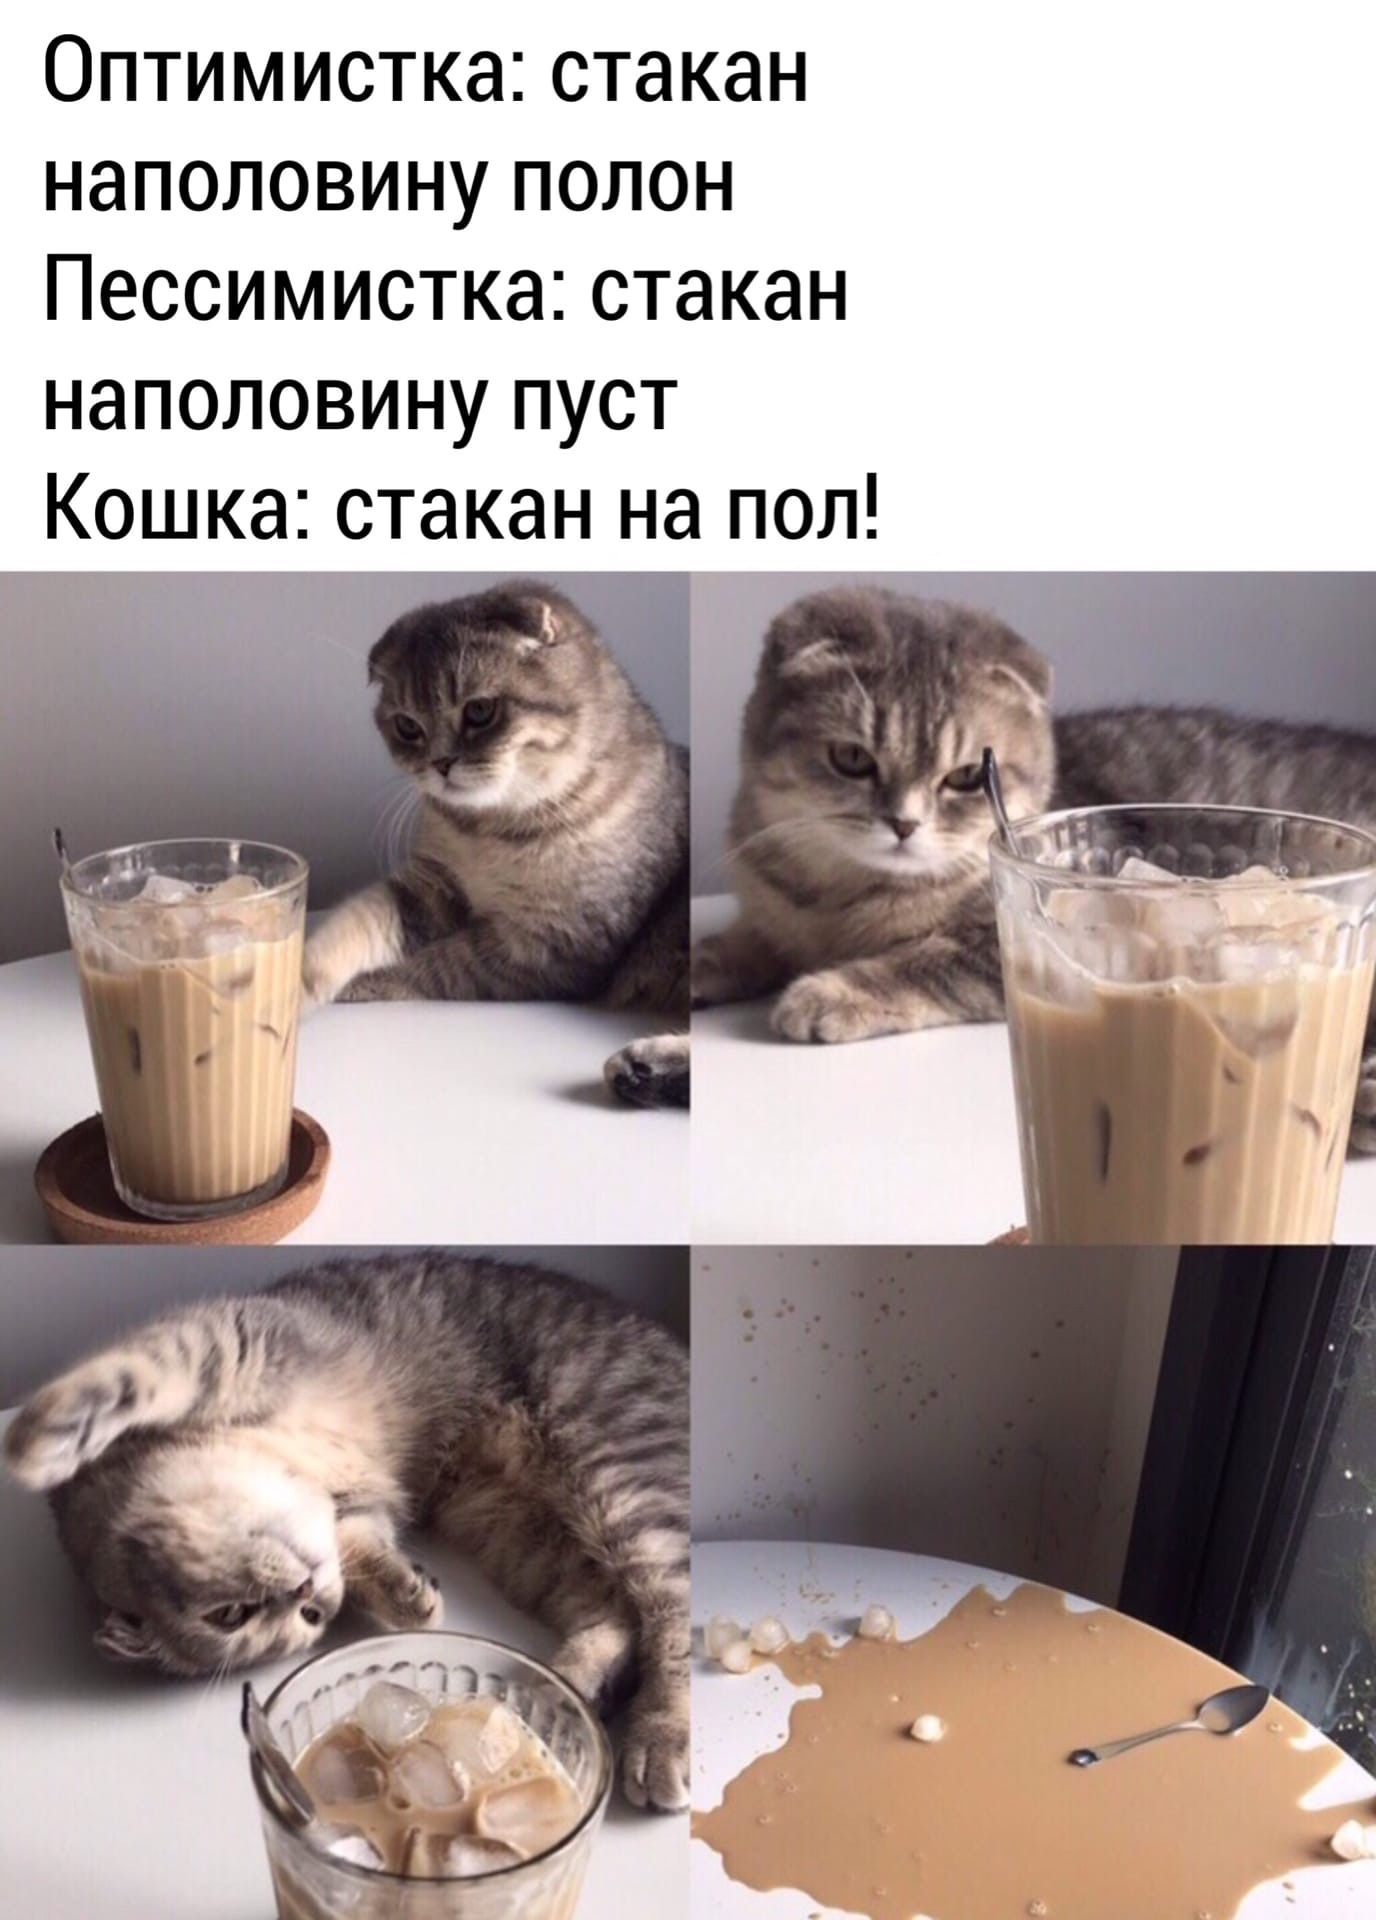 Оптимистка: стакан
наполовину полон
Пессимистка: стакан
наполовину пуст
Кошка: стакан на пол!